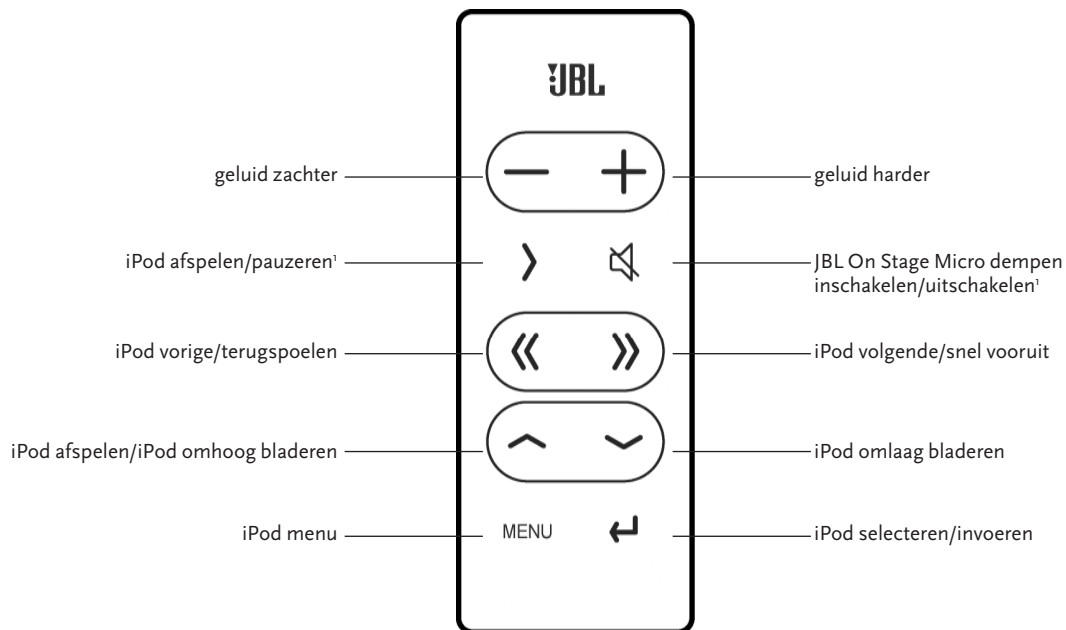 JBL
geluid zachter
geluid harder
iPod afspelen/pauzeren¹
JBL On Stage Micro dempen
inschakelen/uitschakelen¹
iPod vorige/terugspoelen
iPod volgende/snel vooruit
iPod afspelen/iPod omhoog bladeren
iPod omlaag bladeren
iPod menu
MENU
iPod selecteren/invoeren